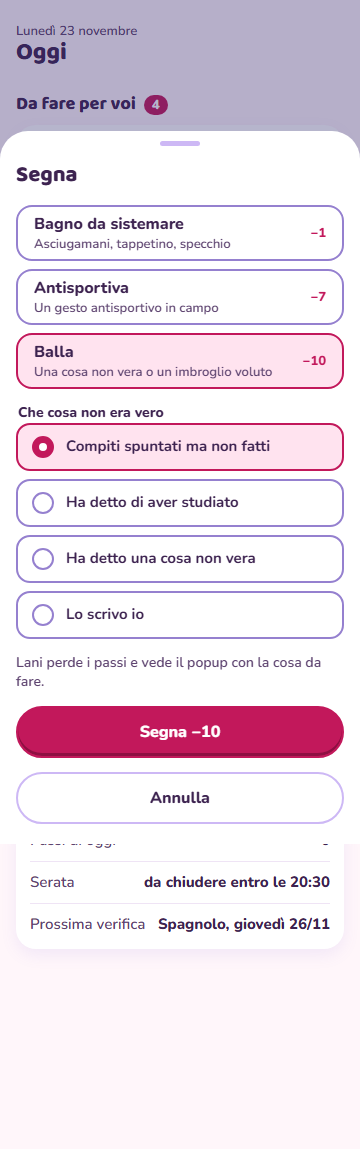 Lunedì 23 novembre
Oggi
Da fare per voi 4
Segna
Bagno da sistemare
Asciugamani, tappetino, specchio
−1
Antisportiva
Un gesto antisportivo in campo
−7
Balla
Una cosa non vera o un imbroglio voluto
−10
Che cosa non era vero
Compiti spuntati ma non fatti
Ha detto di aver studiato
Ha detto una cosa non vera
Lo scrivo io
Lani perde i passi e vede il popup con la cosa da
fare.
Segna −10
Annulla
Serata da chiudere entro le 20:30
Prossima verifica Spagnolo, giovedì 26/11